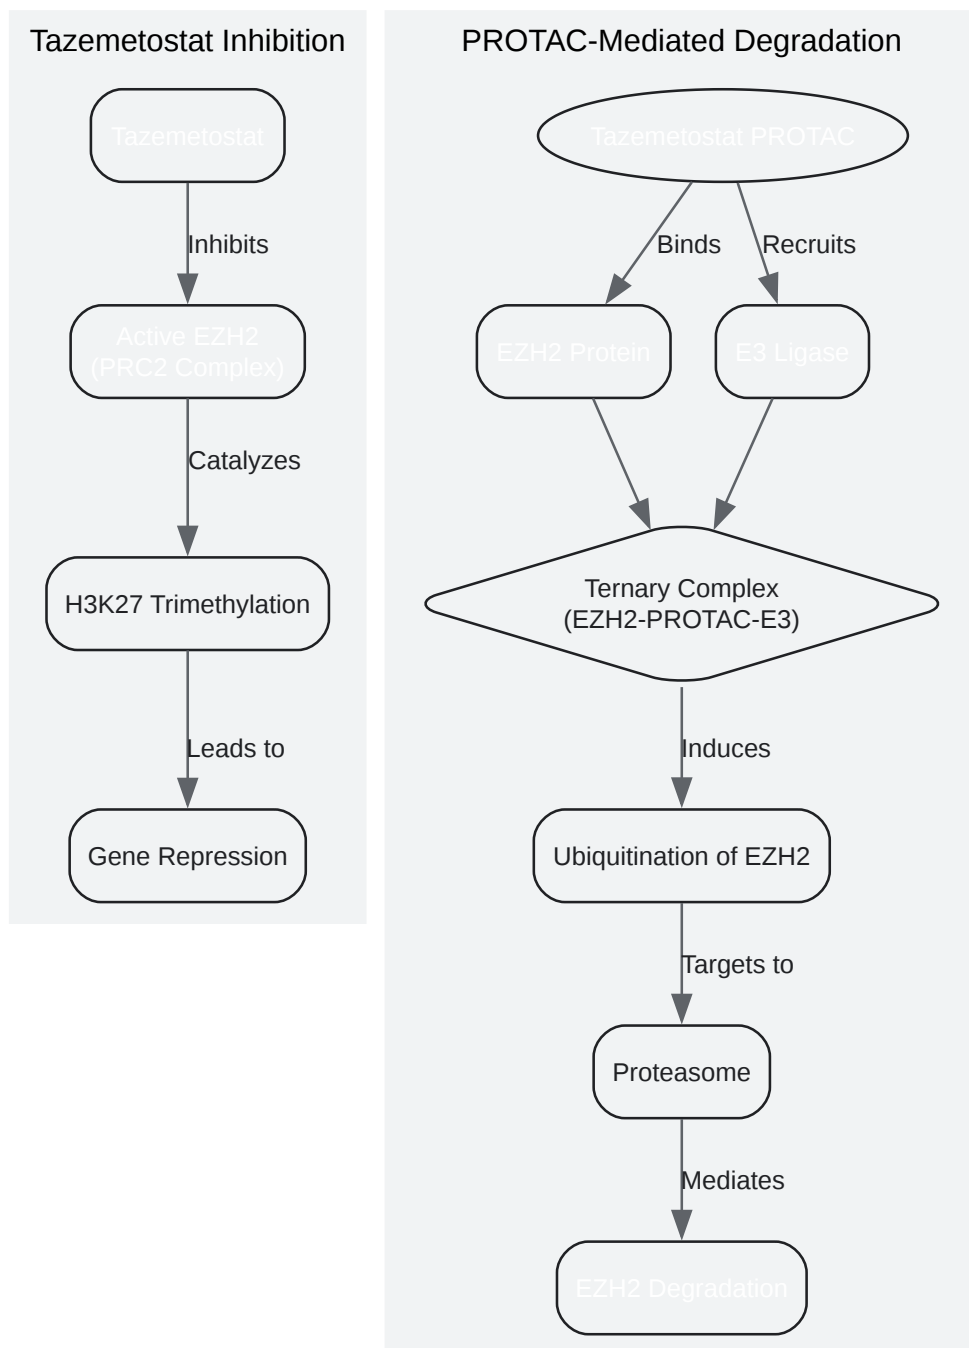 Tazemetostat Inhibition
Tazemetostat
Inhibits
Active EZH2
(PRC2 Complex)
Catalyzes
H3K27 Trimethylation
Leads to
Gene Repression
PROTAC-Mediated Degradation
Tazemetostat PROTAC
Binds
Recruits
EZH2 Protein
E3 Ligase
Ternary Complex
(EZH2-PROTAC-E3)
Induces
Ubiquitination of EZH2
Targets to
Proteasome
Mediates
EZH2 Degradation